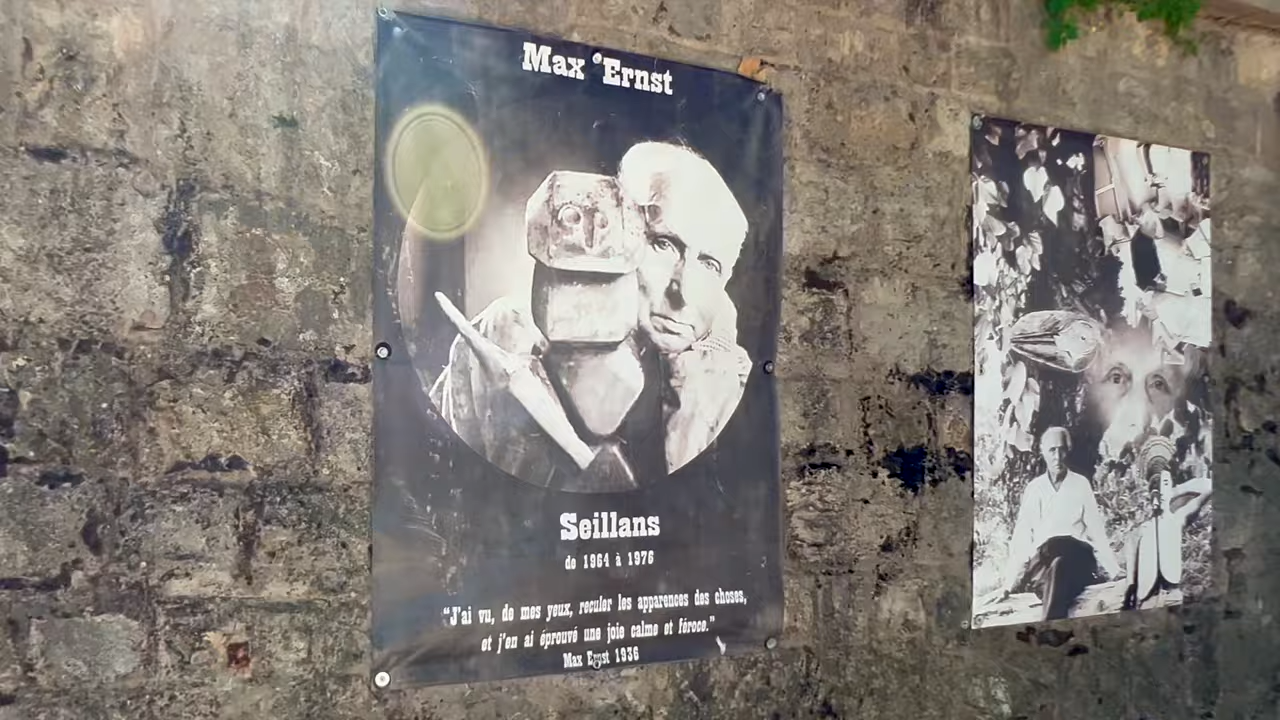 Max Ernst
Seillans
de 1964 à 1976
“J'ai vu, de mes yeux, reculer les apparences des choses,
et j'en ai éprouvé une joie calme et féroce.”
Max Ernst 1936